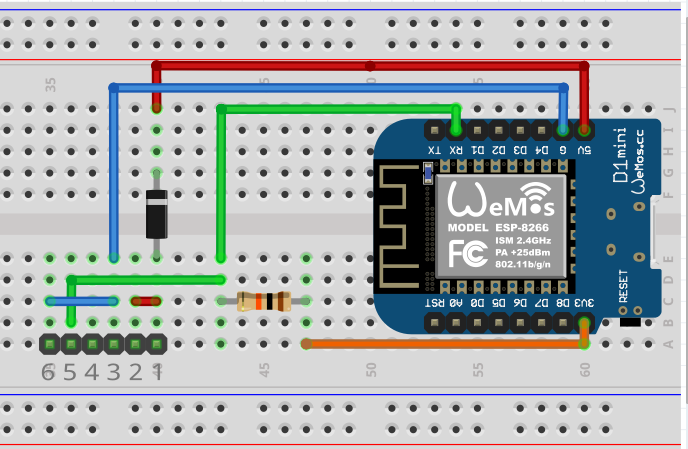 35
J
I
H
G
F
E
D
C
B
A
TX RX D1 D2 D3 D4 G 5V
D1 mini
WeMos.cc
WeMos
MODEL ESP-8266
FC
ISM 2.4GHz
PA +25dBm
802.11b/g/n
RESET
RST A0 D0 D5 D6 D7 D8 3V3
6 5 4 3 2 1
45 50 55 60